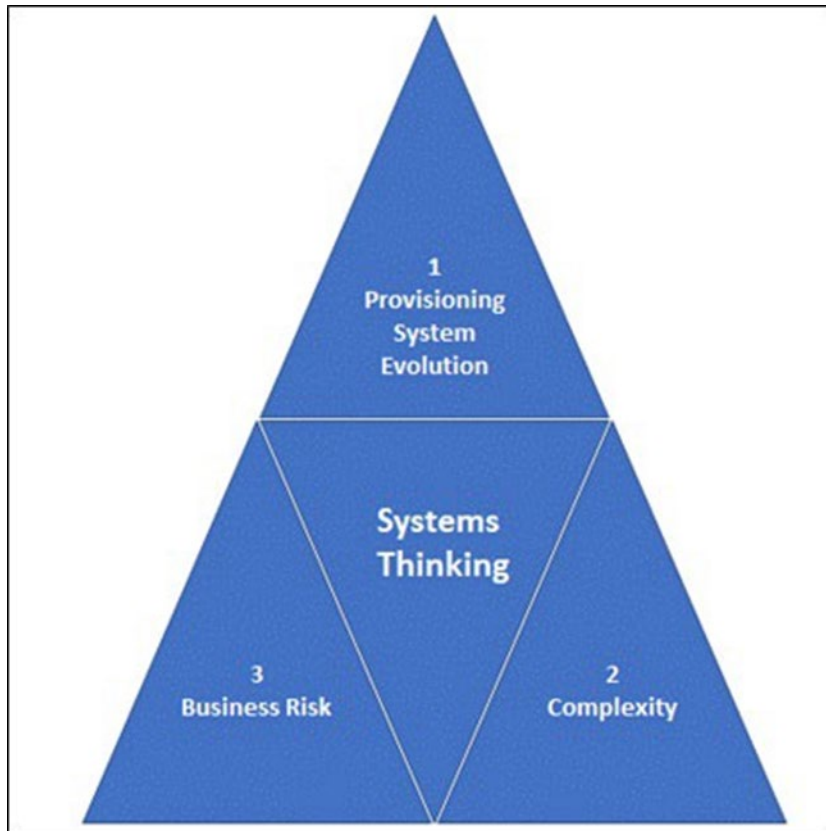 1
Provisioning
System
Evolution
Systems
Thinking
3
Business Risk
2
Complexity